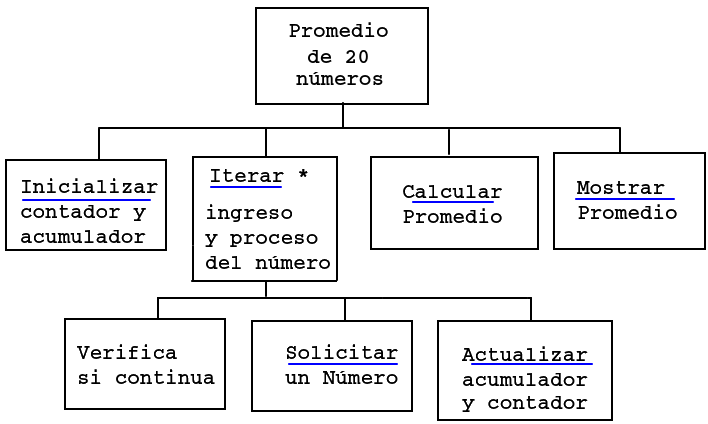 Promedio
de 20
números
Inicializar
contador y
acumulador
Iterar *
ingreso
y proceso
del número
Calcular
Promedio
Mostrar
Promedio
Verifica
si continua
Solicitar
un Número
Actualizar
acumulador
y contador